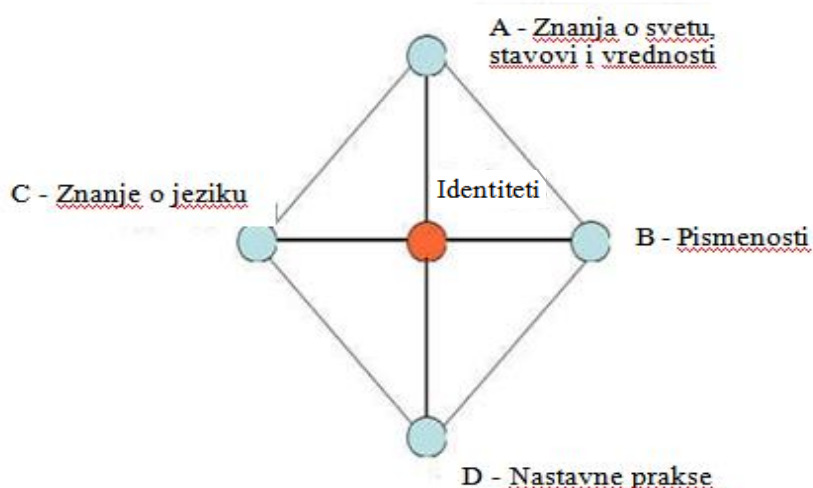 A - Znanja o svetu,
stavovi i vrednosti
C - Znanje o jeziku
Identiteti
B - Pismenosti
D - Nastavne prakse